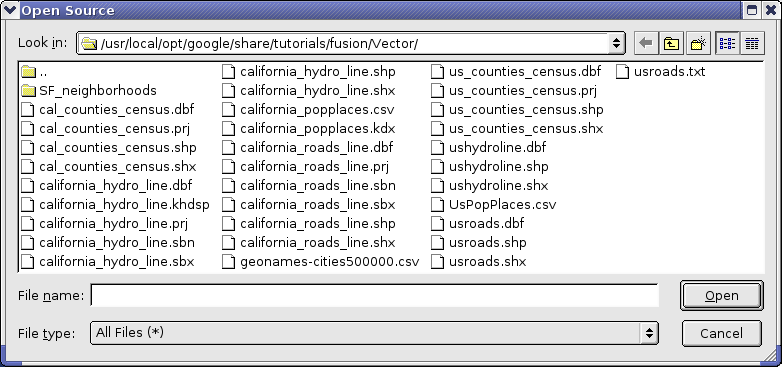 Open Source
Look in: /usr/local/opt/google/share/tutorials/fusion/Vector/
..
SF_neighborhoods
cal_counties_census.dbf
cal_counties_census.prj
cal_counties_census.shp
cal_counties_census.shx
california_hydro_line.dbf
california_hydro_line.khdsp
california_hydro_line.prj
california_hydro_line.sbn
california_hydro_line.sbx
california_hydro_line.shp
california_hydro_line.shx
california_popplaces.csv
california_popplaces.kdx
california_roads_line.dbf
california_roads_line.prj
california_roads_line.sbn
california_roads_line.sbx
california_roads_line.shp
california_roads_line.shx
geonames-cities500000.csv
us_counties_census.dbf
us_counties_census.prj
us_counties_census.shp
us_counties_census.shx
ushydroline.dbf
ushydroline.shp
ushydroline.shx
UsPopPlaces.csv
usroads.dbf
usroads.shp
usroads.shx
usroads.txt
File name:
Open
File type: All Files (*)
Cancel